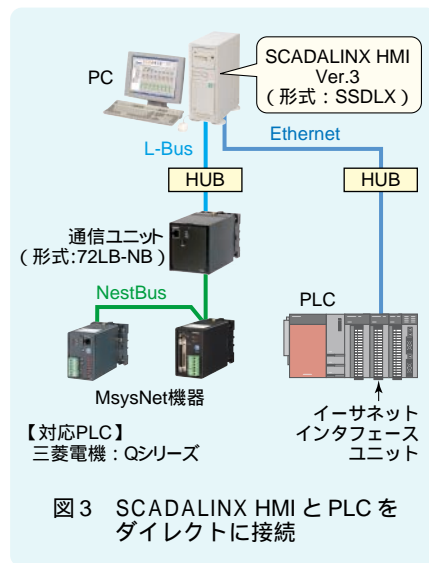 SCADALINX HMI
Ver.3
(形式:SSDLX)
PC
L-Bus
Ethernet
HUB
HUB
通信ユニット
(形式:72LB-NB)
NestBus
PLC
MsysNet機器
【対応PLC】
三菱電機:Qシリーズ
イーサネット
インタフェース
ユニット
図3 SCADALINX HMI と PLC を
ダイレクトに接続